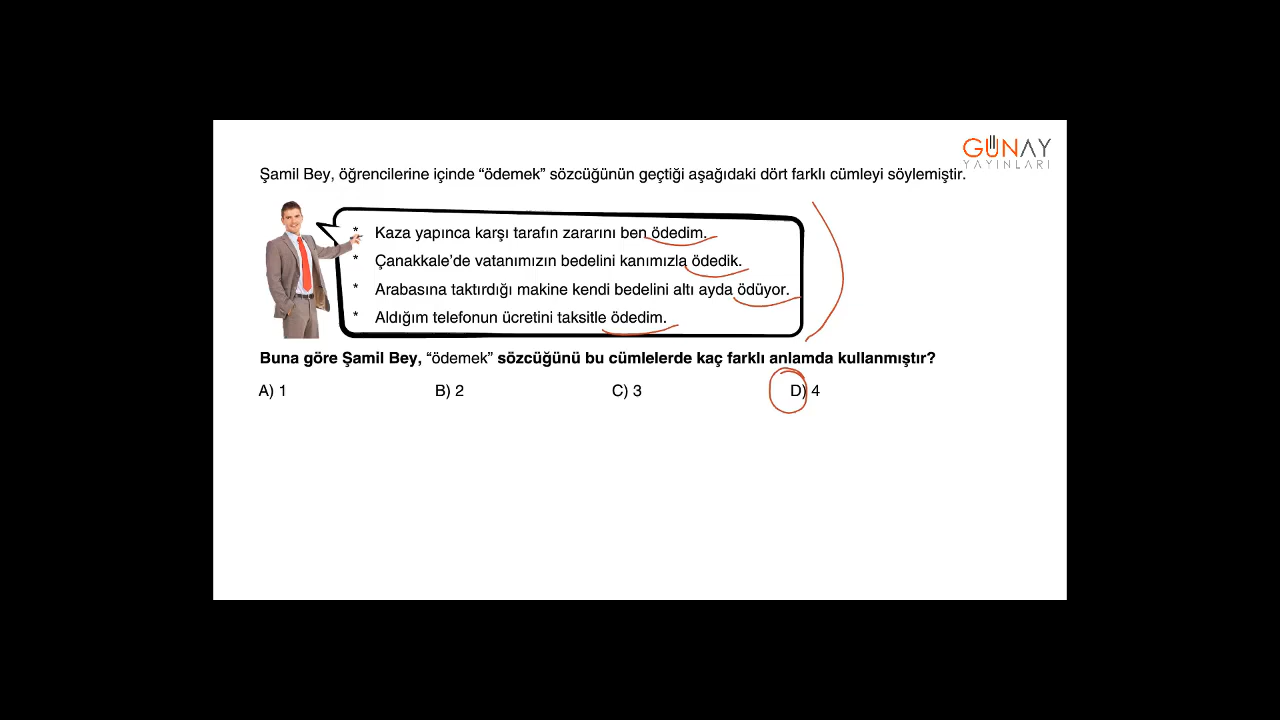 GÜNAY
YAYINLARI
Şamil Bey, öğrencilerine içinde “ödemek” sözcüğünün geçtiği aşağıdaki dört farklı cümleyi söylemiştir.
* Kaza yapınca karşı tarafın zararını ben ödedim.
* Çanakkale’de vatanımızın bedelini kanımızla ödedik.
* Arabasına taktırdığı makine kendi bedelini altı ayda ödüyor.
* Aldığım telefonun ücretini taksitle ödedim.
Buna göre Şamil Bey, “ödemek” sözcüğünü bu cümlelerde kaç farklı anlamda kullanmıştır?
A) 1 B) 2 C) 3 D) 4